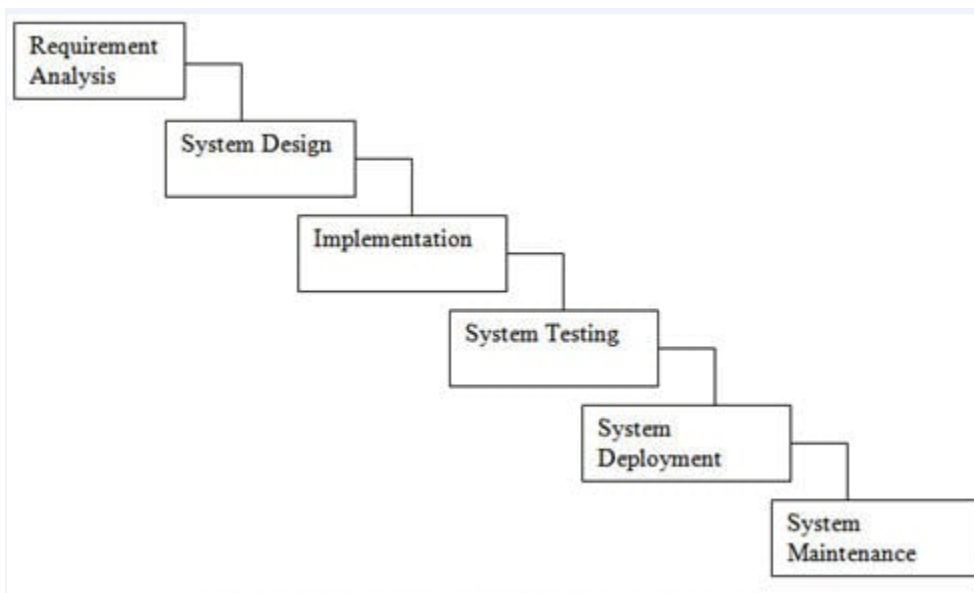 Requirement
Analysis
System Design
Implementation
System Testing
System
Deployment
System
Maintenance